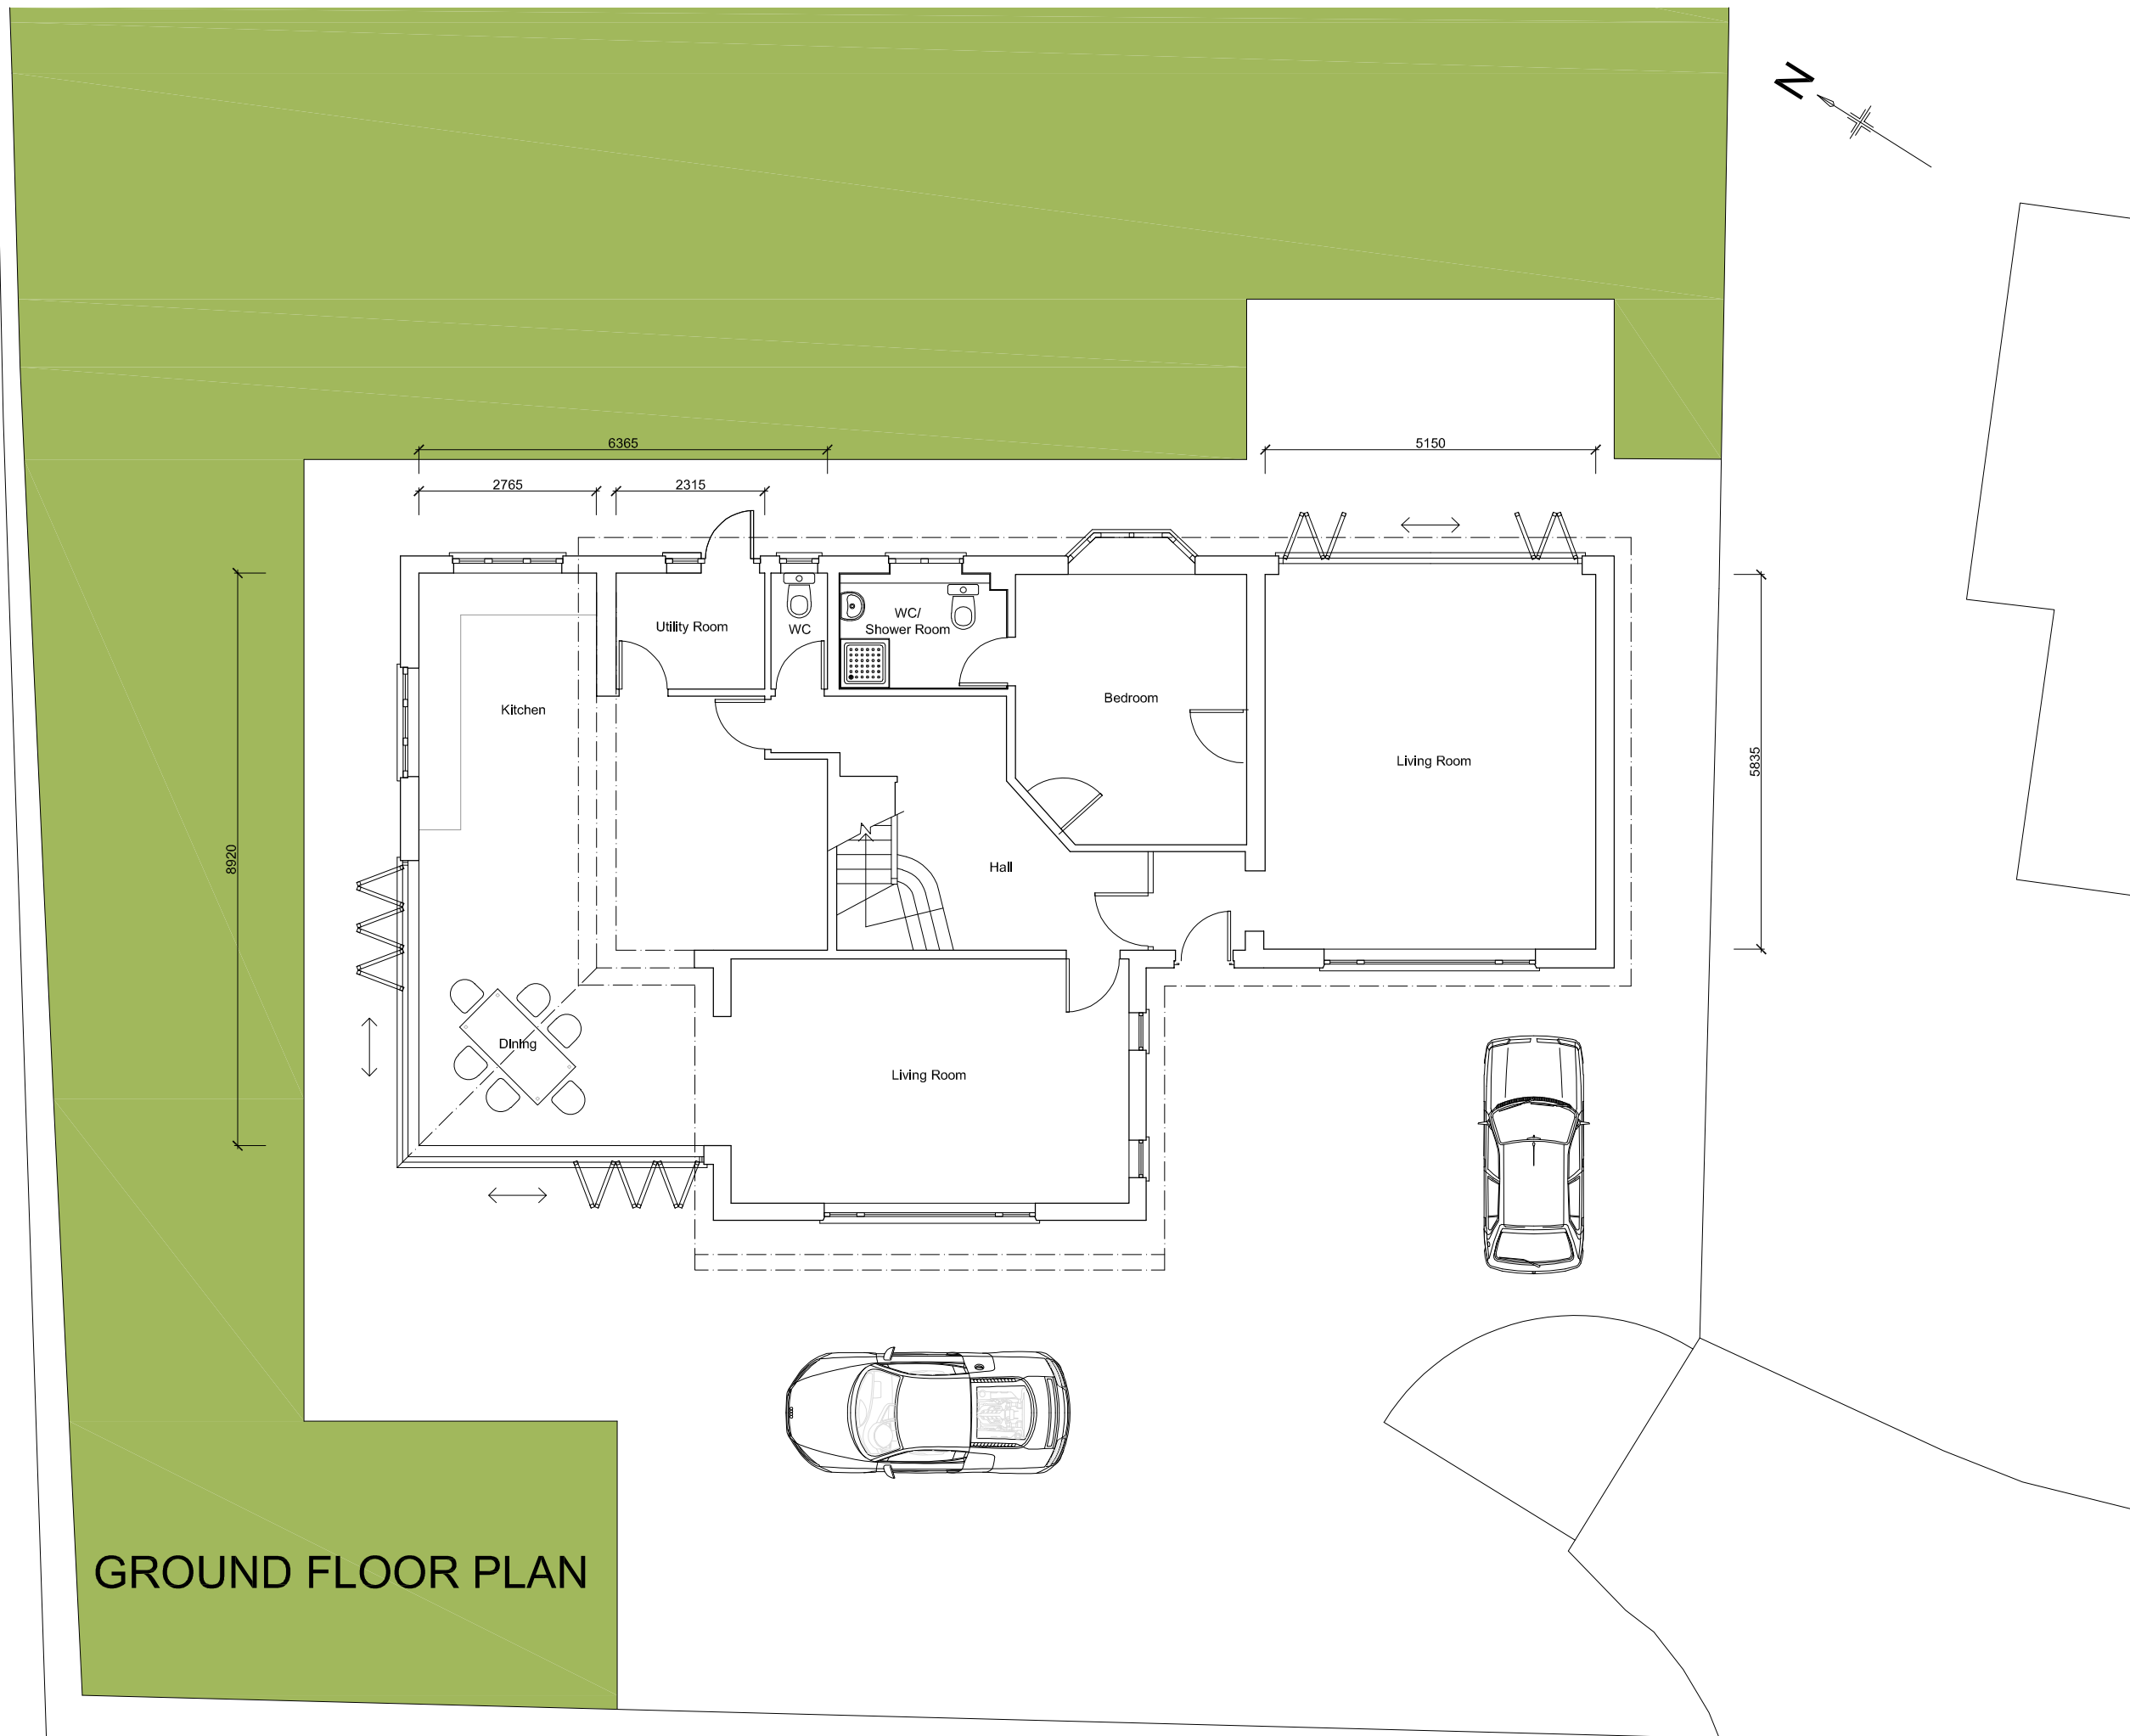 N
6365
5150
2765
2315
Utility Room
WC
WC/
Shower Room
Kitchen
Bedroom
Living Room
5835
8920
Hall
Dining
Living Room
GROUND FLOOR PLAN